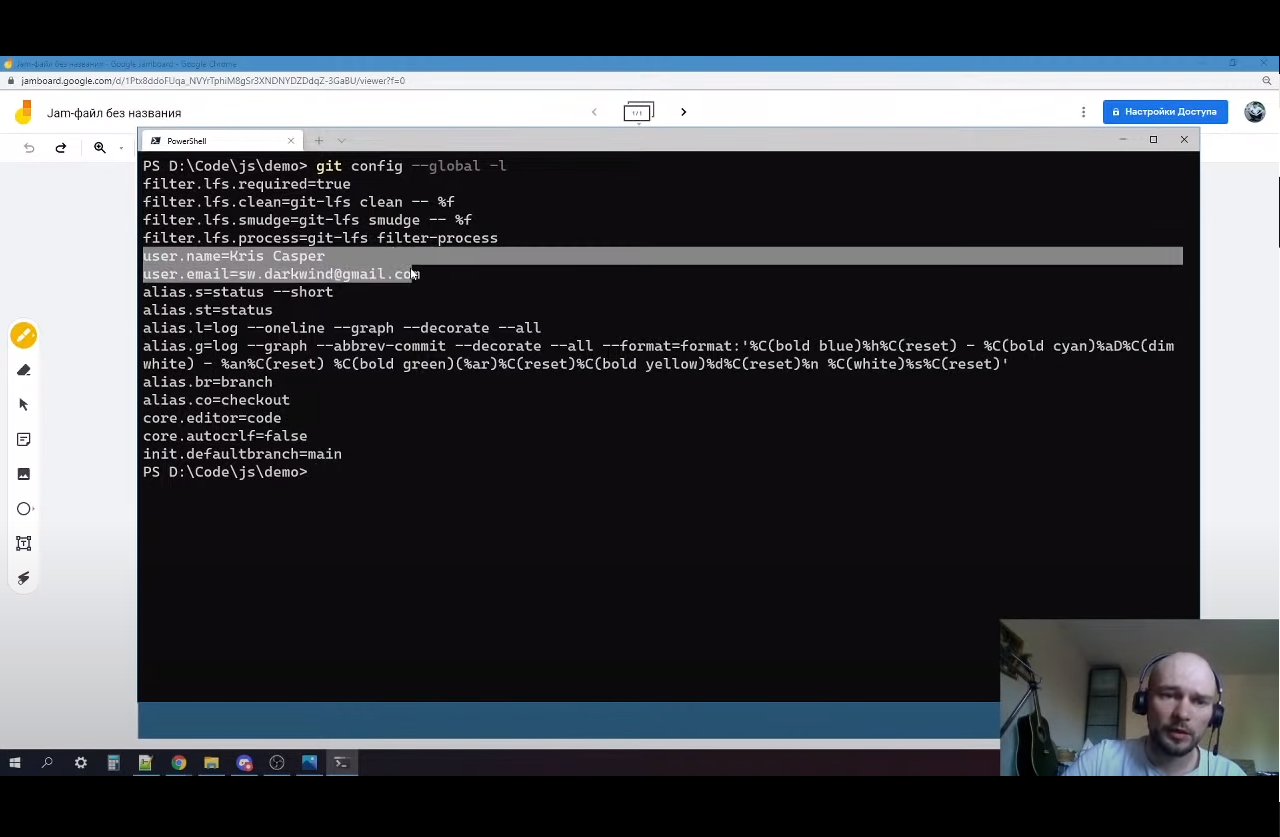 Jam-файл без названия - Google Jamboard - Google Chrome
jamboard.google.com/d/1Ptx8ddoFUqa_NVYrTphiM8gSr3XNDNYDZDdqZ-3GaBU/viewer?f=0
Jam-файл без названия
1/1
Настройки Доступа
PowerShell
PS D:\Code\js\demo> git config --global -l
filter.lfs.required=true
filter.lfs.clean=git-lfs clean -- %f
filter.lfs.smudge=git-lfs smudge -- %f
filter.lfs.process=git-lfs filter-process
user.name=Kris Casper
user.email=sw.darkwind@gmail.com
alias.s=status --short
alias.st=status
alias.l=log --oneline --graph --decorate --all
alias.g=log --graph --abbrev-commit --decorate --all --format=format:'%C(bold blue)%h%C(reset) - %C(bold cyan)%aD%C(dim
white) - %an%C(reset) %C(bold green)(%ar)%C(reset)%C(bold yellow)%d%C(reset)%n %C(white)%s%C(reset)'
alias.br=branch
alias.co=checkout
core.editor=code
core.autocrlf=false
init.defaultbranch=main
PS D:\Code\js\demo>